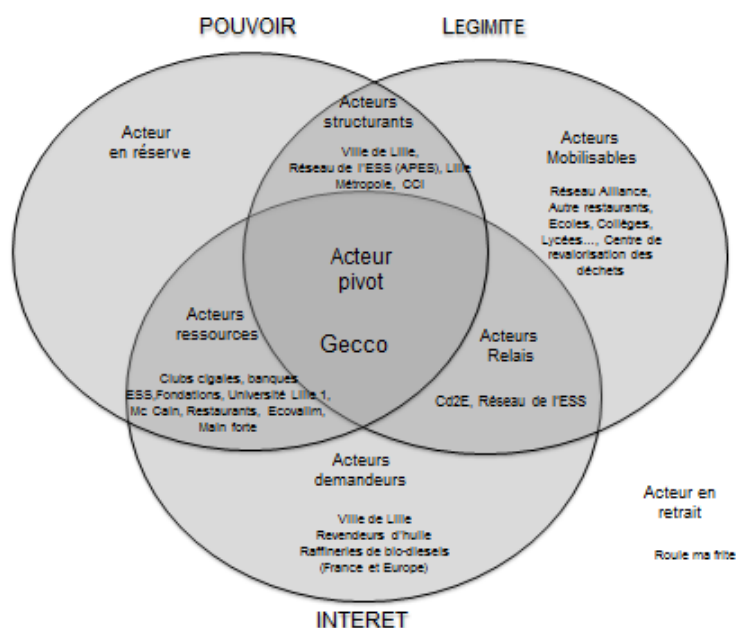 POUVOIR
LEGIMITE
Acteur
en réserve
Acteurs
structurants
Ville de Lille,
Réseau de l'ESS (APES), Lille
Métropole, CCI
Acteurs
Mobilisables
Réseau Alliance,
Autre restaurants,
Ecoles, Collèges,
Lycées..., Centre de
revalorisation des
déchets
Acteur
pivot
Gecco
Acteurs
ressources
Clubs cigales, banques
ESS,Fondations, Université Lille 1,
Mc Cain, Restaurants, Ecovalim,
Main forte
Acteurs
Relais
Cd2E, Réseau de l'ESS
Acteurs
demandeurs
Ville de Lille
Revendeurs d'huile
Raffineries de bio-diesels
(France et Europe)
Acteur en
retrait
Roule ma frite
INTERET